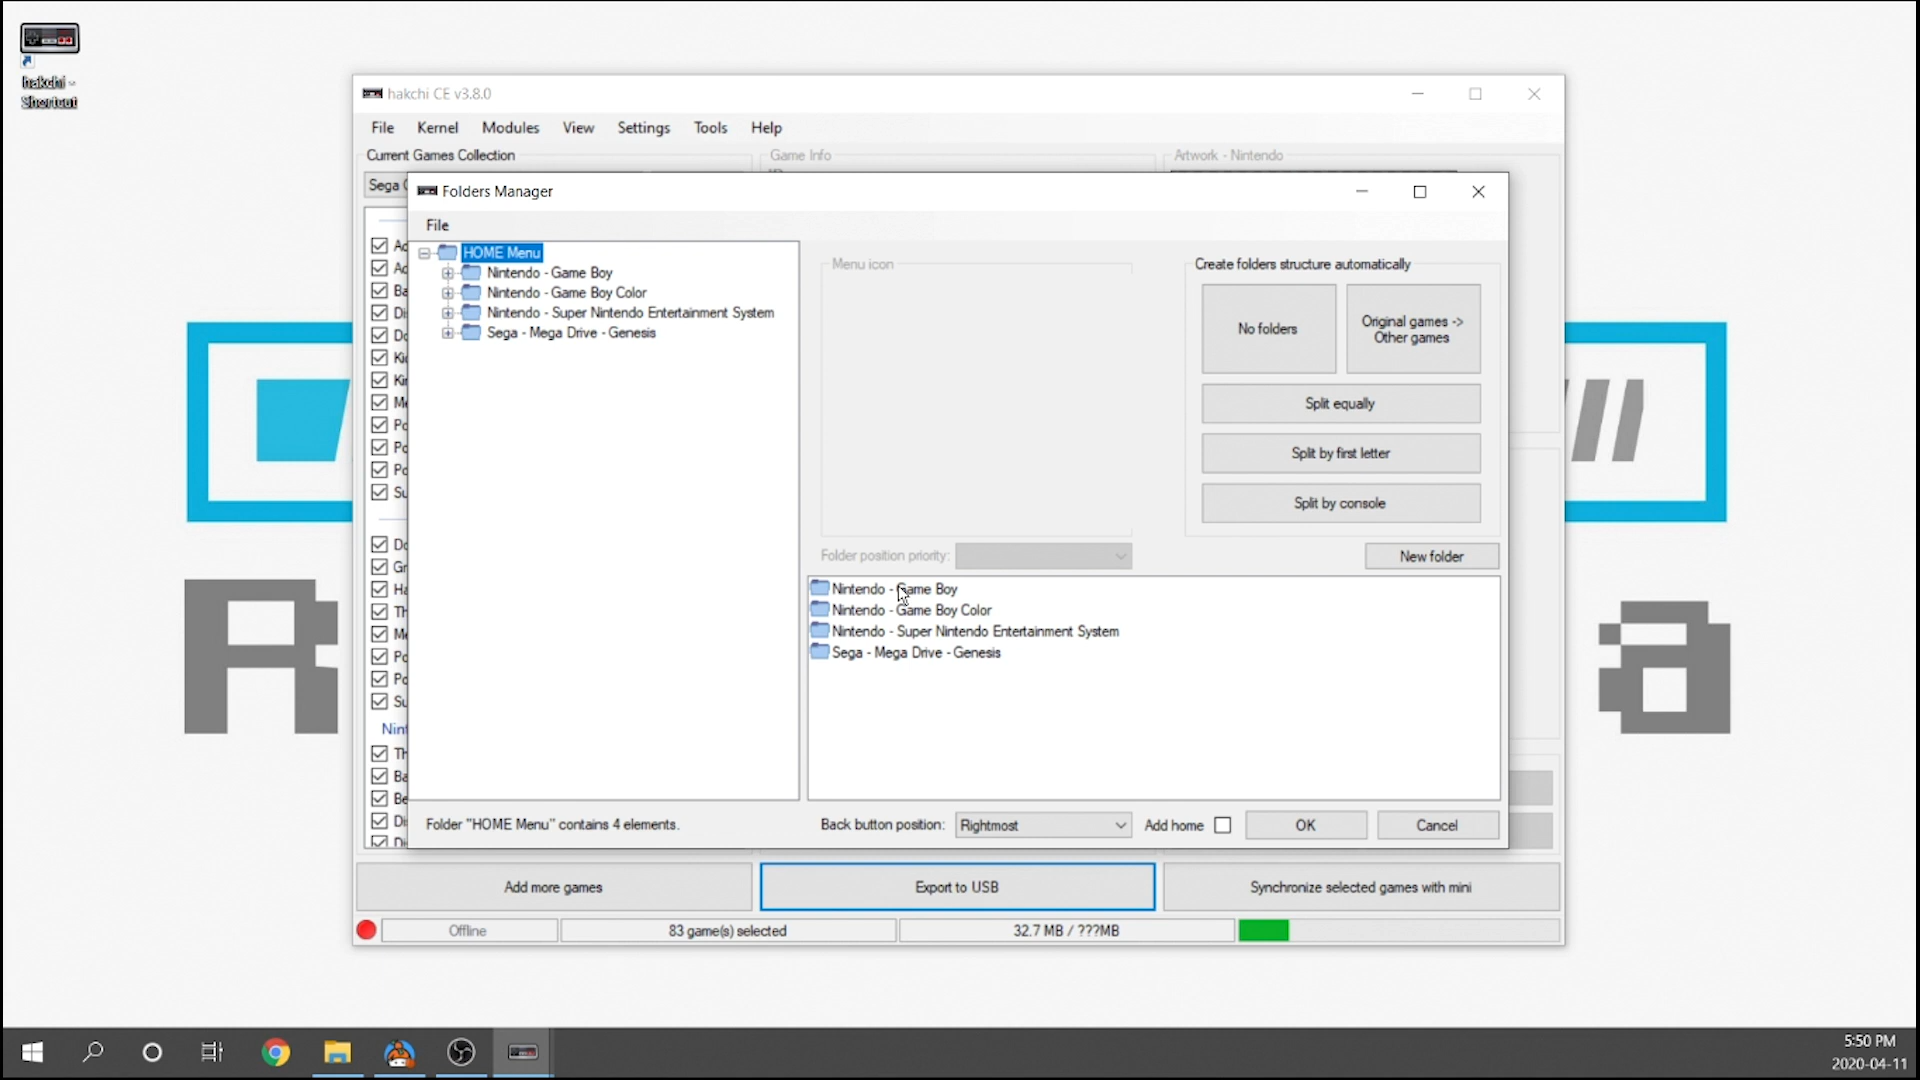 hakchi -
Shortcut
hakchi CE v3.8.0
File Kernel Modules View Settings Tools Help
Current Games Collection
Game Info
Artwork - Nintendo
Sega
Folders Manager
File
HOME Menu
Nintendo - Game Boy
Nintendo - Game Boy Color
Nintendo - Super Nintendo Entertainment System
Sega - Mega Drive - Genesis
Menu icon
Create folders structure automatically
No folders
Original games ->
Other games
Split equally
Split by first letter
Split by console
Folder position priority:
New folder
Nintendo - Game Boy
Nintendo - Game Boy Color
Nintendo - Super Nintendo Entertainment System
Sega - Mega Drive - Genesis
Folder "HOME Menu" contains 4 elements.
Back button position: Rightmost
Add home
OK
Cancel
Add more games
Export to USB
Synchronize selected games with mini
Offline
83 game(s) selected
32.7 MB / ???MB
R
a
5:50 PM
2020-04-11